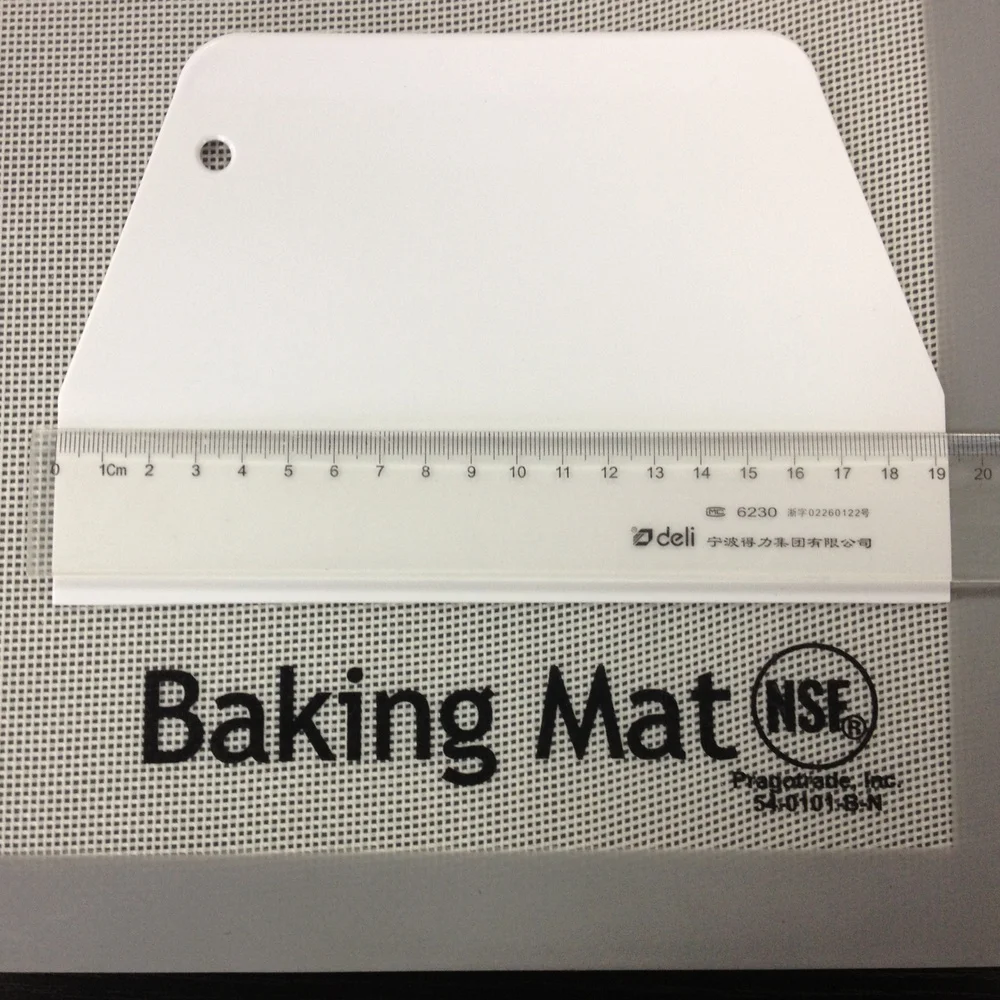 0 1Cm 2 3 4 5 6 7 8 9 10 11 12 13 14 15 16 17 18 19 20
MC 6230 浙字02260122号
deli 宁波得力集团有限公司
Baking Mat NSF®
Pragotrade, Inc.
54-0101-B-N